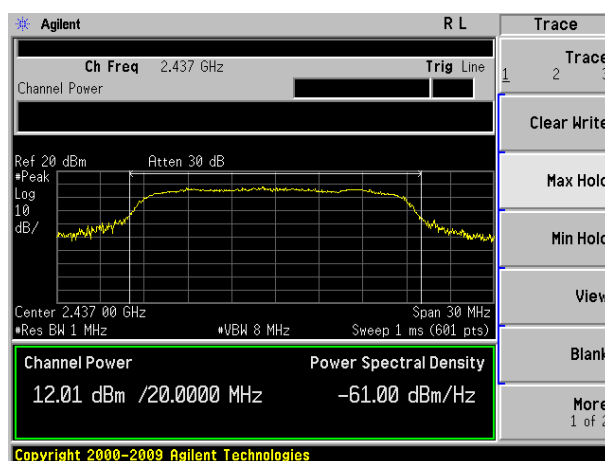 Agilent R L Trace
Ch Freq 2.437 GHz Trig Line
Channel Power
Trace
1 2 3
Clear Write
Max Hold
Min Hold
View
Blank
More
1 of 2
Ref 20 dBm Atten 30 dB
#Peak
Log
10
dB/
Center 2.437 00 GHz Span 30 MHz
#Res BW 1 MHz #VBW 8 MHz Sweep 1 ms (601 pts)
Channel Power Power Spectral Density
12.01 dBm /20.0000 MHz -61.00 dBm/Hz
Copyright 2000-2009 Agilent Technologies